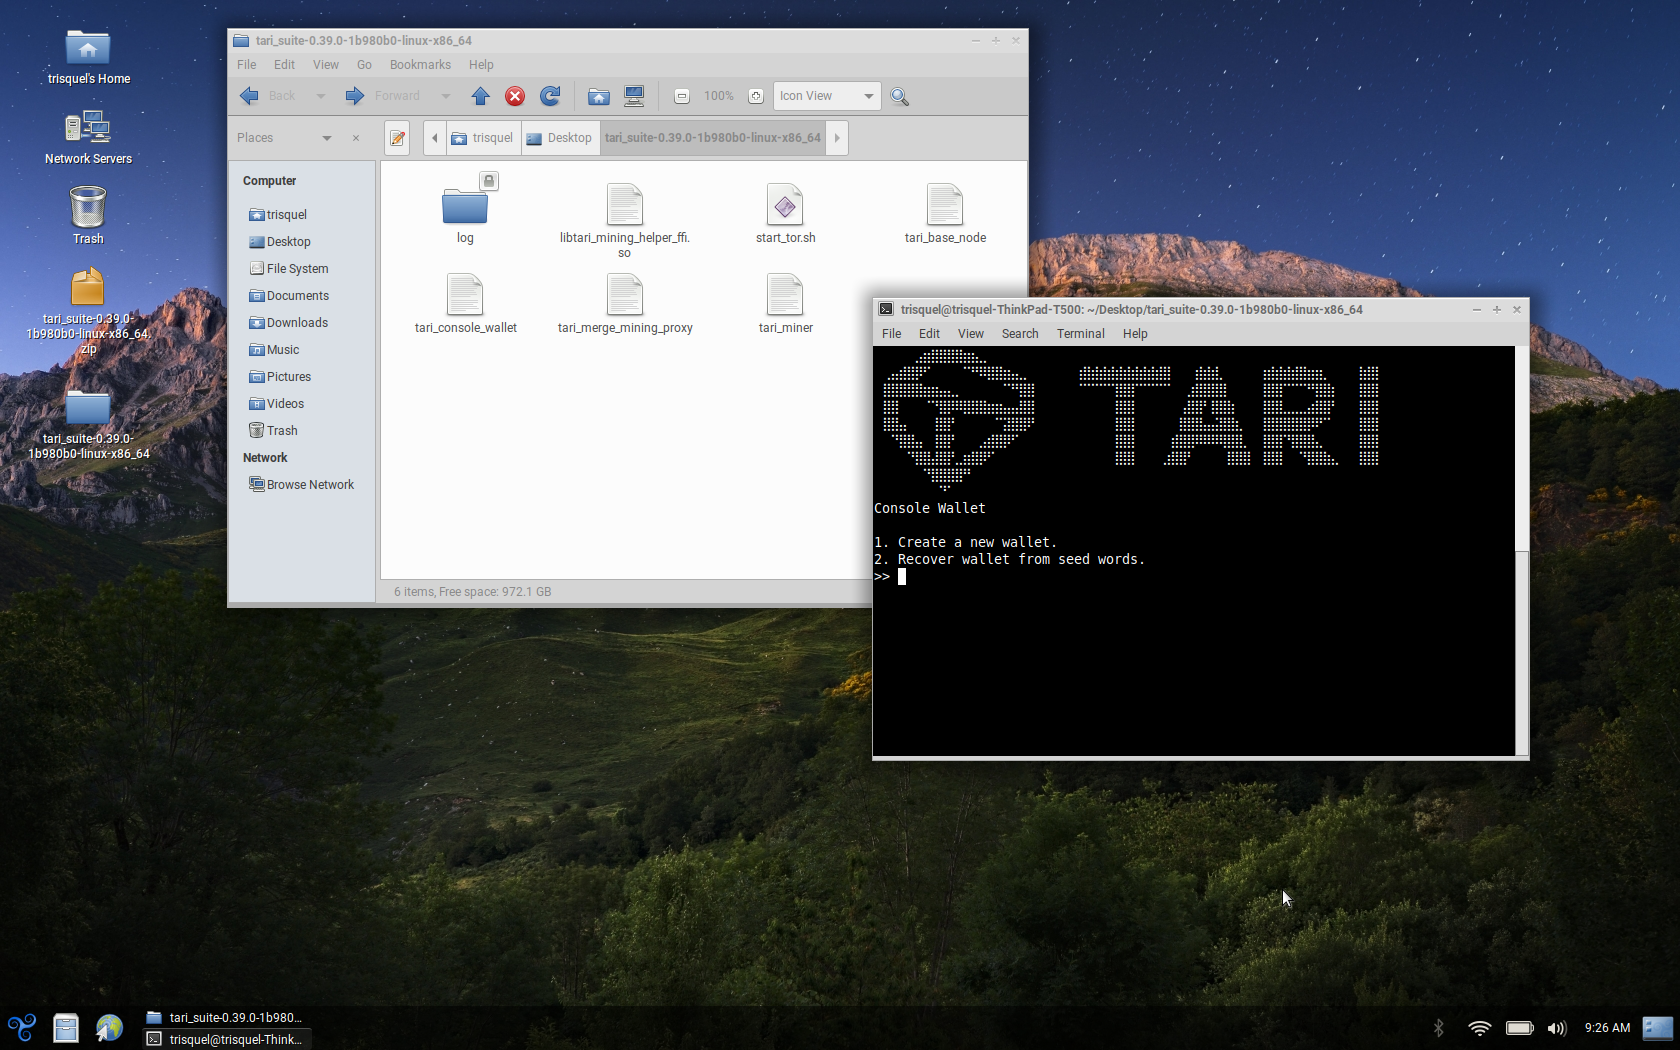 trisquel's Home
Network Servers
Trash
tari_suite-0.39.0-
1b980b0-linux-x86_64.
zip
tari_suite-0.39.0-
1b980b0-linux-x86_64
tari_suite-0.39.0-1b980b0-linux-x86_64
File Edit View Go Bookmarks Help
Back Forward 100% Icon View
Places trisquel Desktop tari_suite-0.39.0-1b980b0-linux-x86_64
Computer
trisquel
Desktop
File System
Documents
Downloads
Music
Pictures
Videos
Trash
Network
Browse Network
log
libtari_mining_helper_ffi.
so
start_tor.sh
tari_base_node
tari_console_wallet
tari_merge_mining_proxy
tari_miner
6 items, Free space: 972.1 GB
trisquel@trisquel-ThinkPad-T500: ~/Desktop/tari_suite-0.39.0-1b980b0-linux-x86_64
File Edit View Search Terminal Help
TARI
Console Wallet
1. Create a new wallet.
2. Recover wallet from seed words.
>>
tari_suite-0.39.0-1b980...
trisquel@trisquel-Think...
9:26 AM